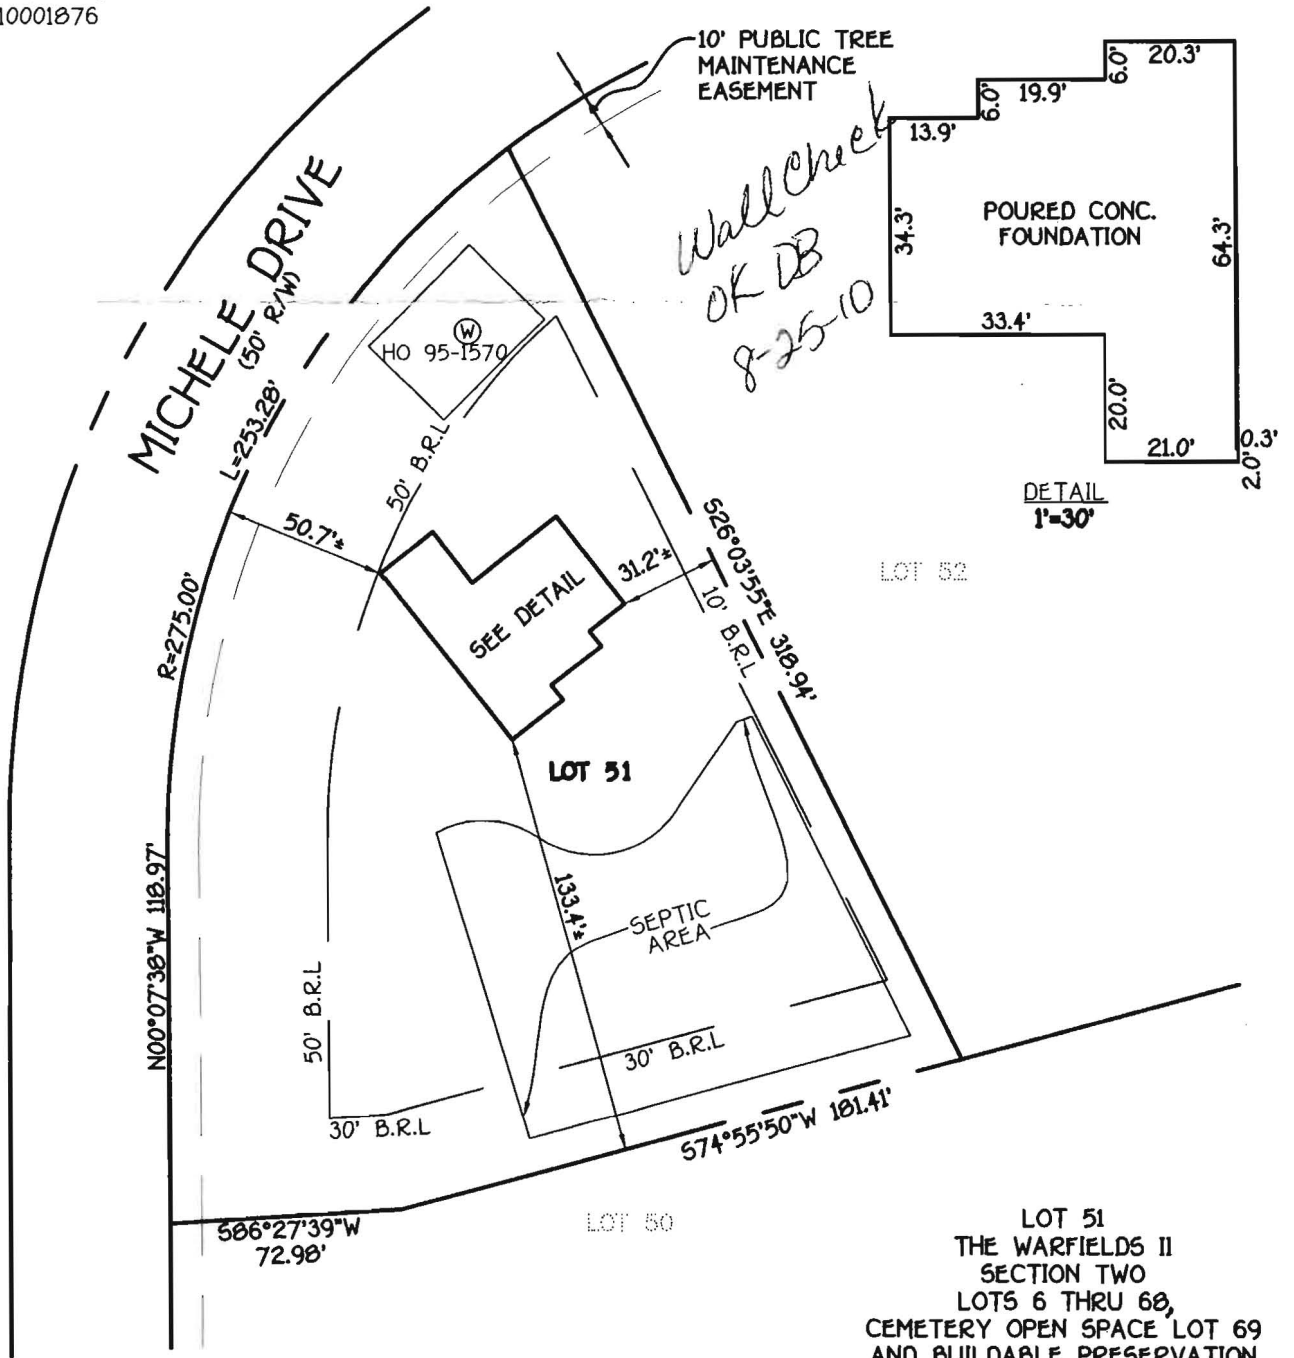 10001876
10' PUBLIC TREE
MAINTENANCE
EASEMENT
Wall Check
OK DB
8-25-10
20.3'
6.0'
19.9'
6.0'
13.9'
34.3'
POURED CONC.
FOUNDATION
64.3'
33.4'
20.0'
21.0'
0.3'
2.0'
DETAIL
1"=30'
MICHELE DRIVE
(50' R/W)
L=253.28'
R=275.00'
W
HO 95-1570
50' B.R.L
50.7'±
SEE DETAIL
31.2'±
S26°03'55"E 318.94'
10' B.R.L
LOT 52
LOT 51
133.4'±
SEPTIC
AREA
N00°07'38"W 118.97'
50' B.R.L
30' B.R.L
30' B.R.L
S74°55'50"W 181.41'
S86°27'39"W
72.98'
LOT 50
LOT 51
THE WARFIELDS II
SECTION TWO
LOTS 6 THRU 68,
CEMETERY OPEN SPACE LOT 69
AND BUILDABLE PRESERVATION